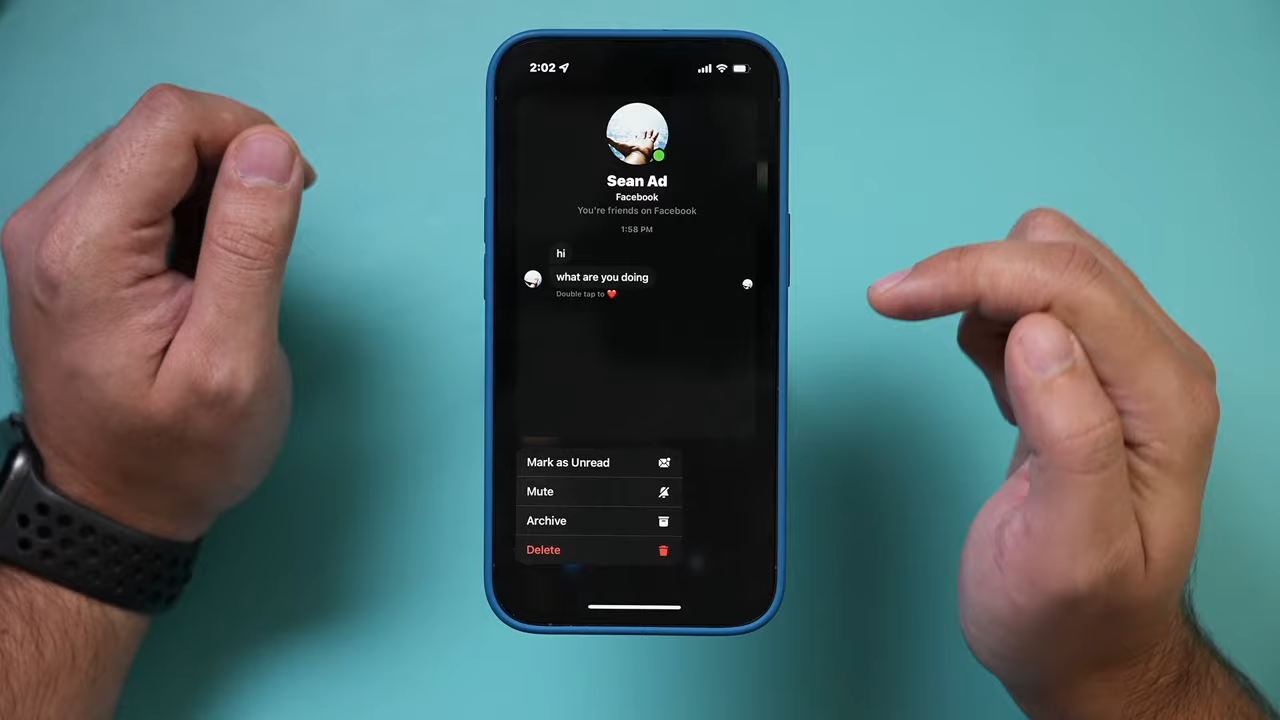 2:02
Sean Ad
Facebook
You're friends on Facebook
1:58 PM
hi
what are you doing
Double tap to ❤️
Mark as Unread
Mute
Archive
Delete